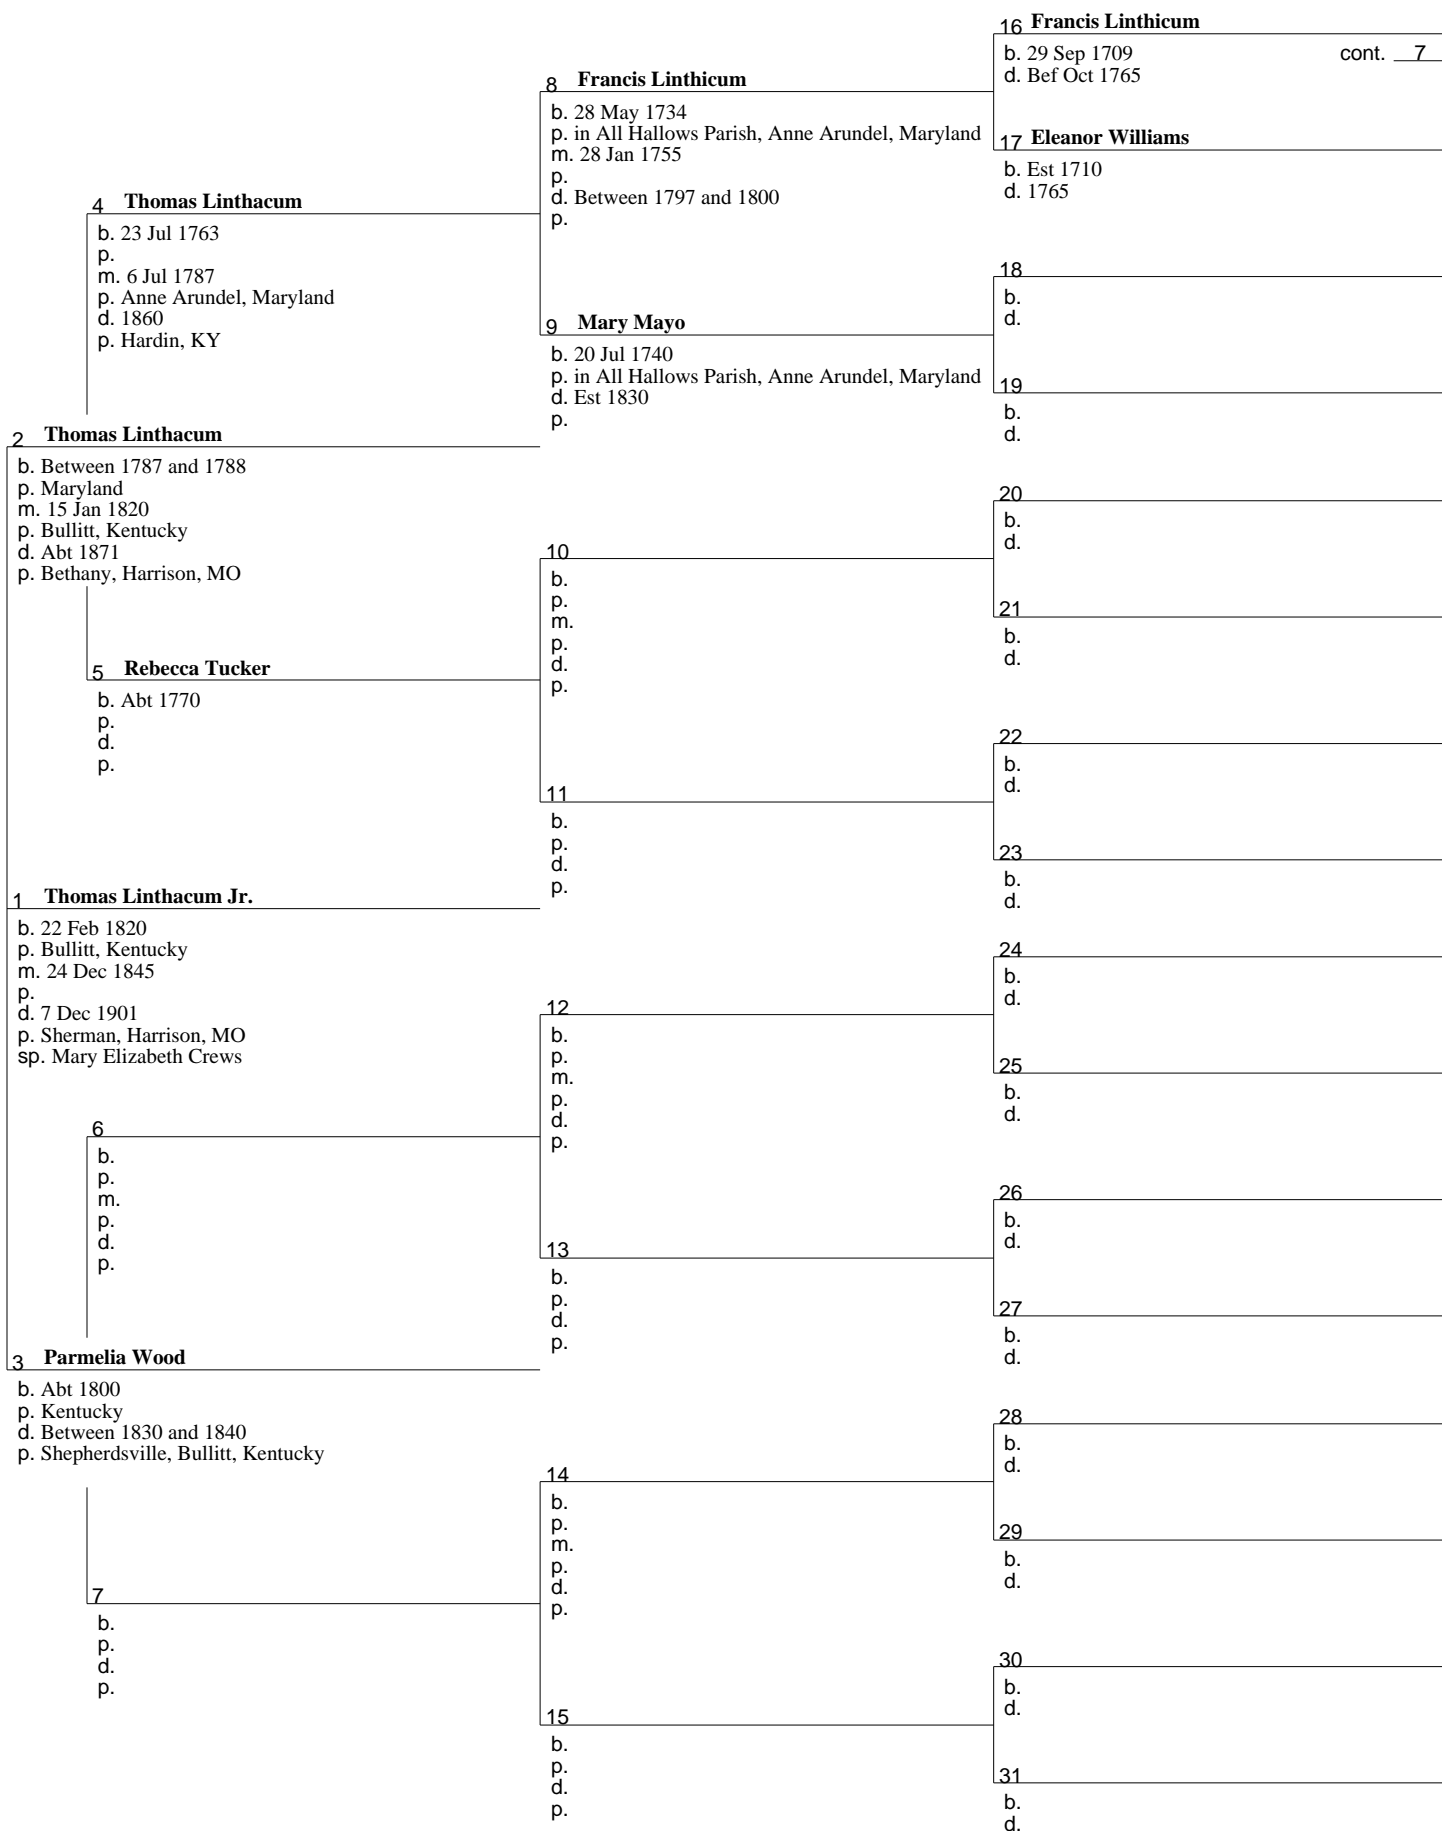 16 Francis Linthicum
b. 29 Sep 1709 cont. 7
d. Bef Oct 1765
8 Francis Linthicum
b. 28 May 1734
p. in All Hallows Parish, Anne Arundel, Maryland
m. 28 Jan 1755
p.
d. Between 1797 and 1800
p.
17 Eleanor Williams
b. Est 1710
d. 1765
4 Thomas Linthacum
b. 23 Jul 1763
p.
m. 6 Jul 1787
p. Anne Arundel, Maryland
d. 1860
p. Hardin, KY
18
b.
d.
9 Mary Mayo
b. 20 Jul 1740
p. in All Hallows Parish, Anne Arundel, Maryland
d. Est 1830
p.
19
b.
d.
2 Thomas Linthacum
b. Between 1787 and 1788
p. Maryland
m. 15 Jan 1820
p. Bullitt, Kentucky
d. Abt 1871
p. Bethany, Harrison, MO
20
b.
d.
10
b.
p.
m.
p.
d.
p.
21
b.
d.
5 Rebecca Tucker
b. Abt 1770
p.
d.
p.
22
b.
d.
11
b.
p.
d.
p.
23
b.
d.
1 Thomas Linthacum Jr.
b. 22 Feb 1820
p. Bullitt, Kentucky
m. 24 Dec 1845
p.
d. 7 Dec 1901
p. Sherman, Harrison, MO
sp. Mary Elizabeth Crews
24
b.
d.
12
b.
p.
m.
p.
d.
p.
25
b.
d.
6
b.
p.
m.
p.
d.
p.
26
b.
d.
13
b.
p.
d.
p.
27
b.
d.
3 Parmelia Wood
b. Abt 1800
p. Kentucky
d. Between 1830 and 1840
p. Shepherdsville, Bullitt, Kentucky
28
b.
d.
14
b.
p.
m.
p.
d.
p.
29
b.
d.
7
b.
p.
d.
p.
30
b.
d.
15
b.
p.
d.
p.
31
b.
d.